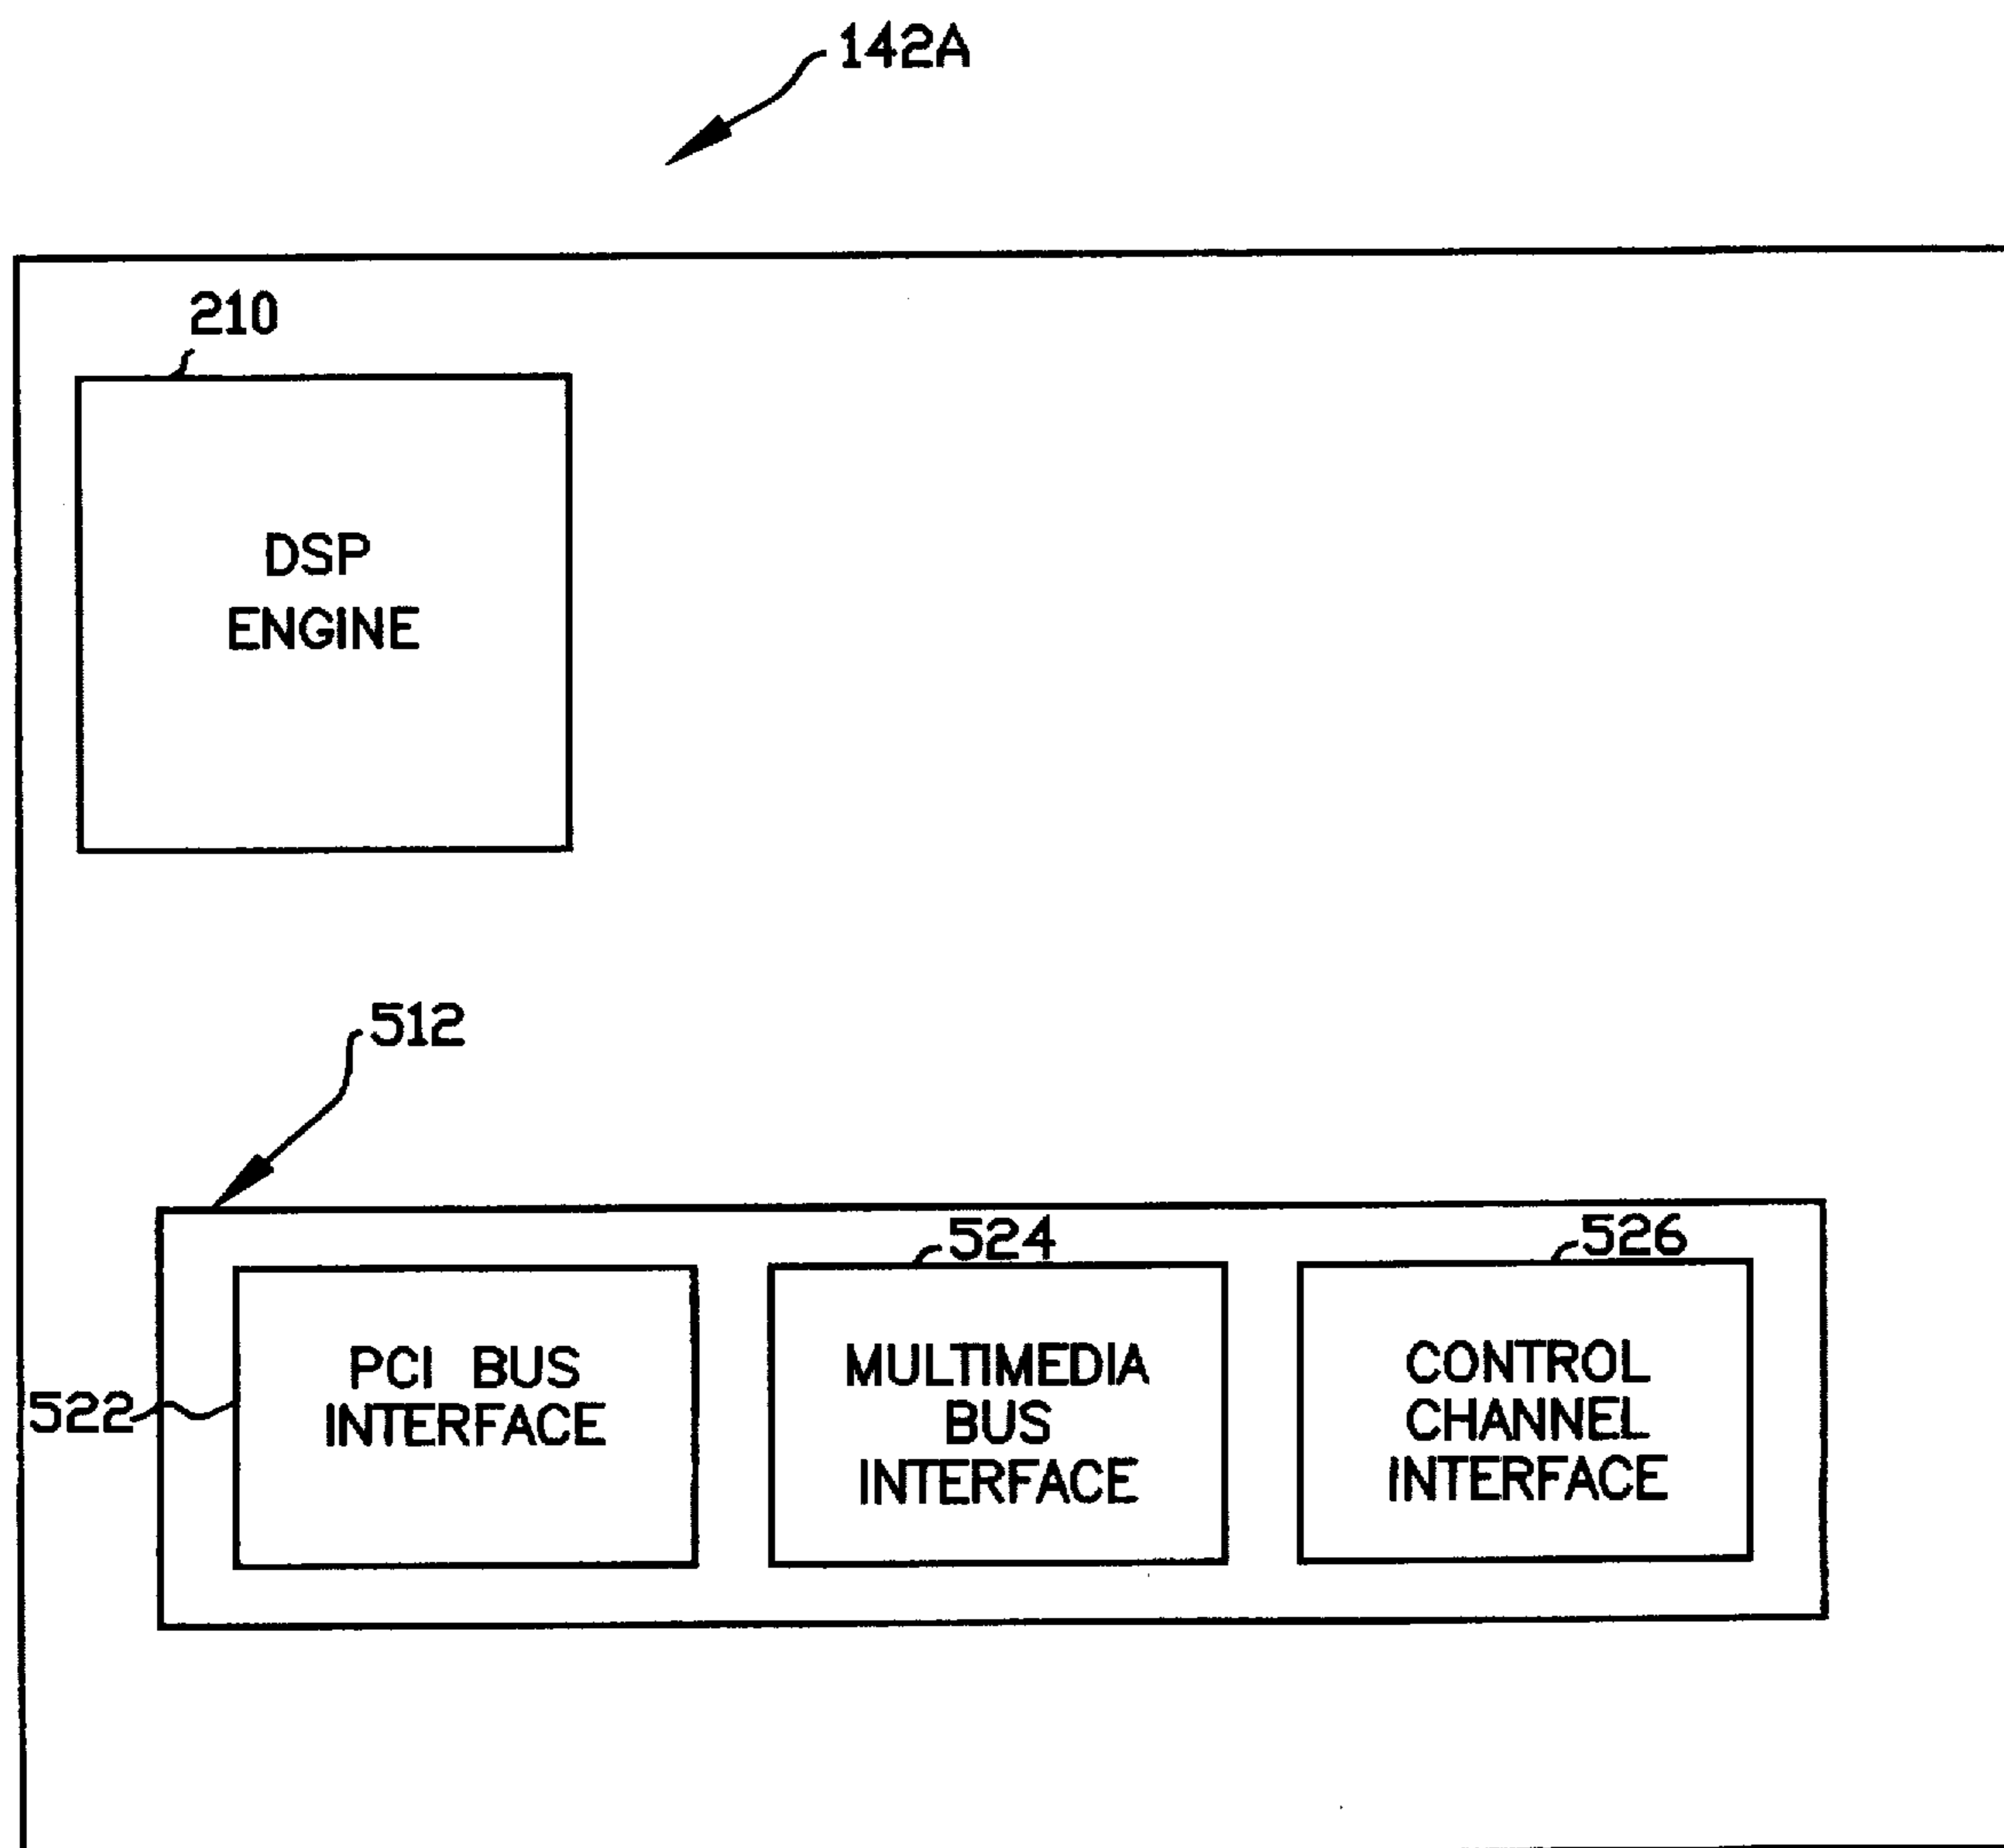 142A
210
DSP
ENGINE
512
524
526
522
PCI BUS
INTERFACE
MULTIMEDIA
BUS
INTERFACE
CONTROL
CHANNEL
INTERFACE